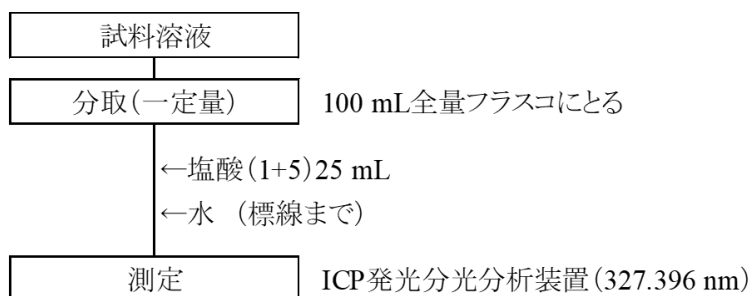 試料溶液
分取(一定量) 100 mL全量フラスコにとる
←塩酸(1+5)25 mL
←水 (標線まで)
測定 ICP発光分光分析装置(327.396 nm)